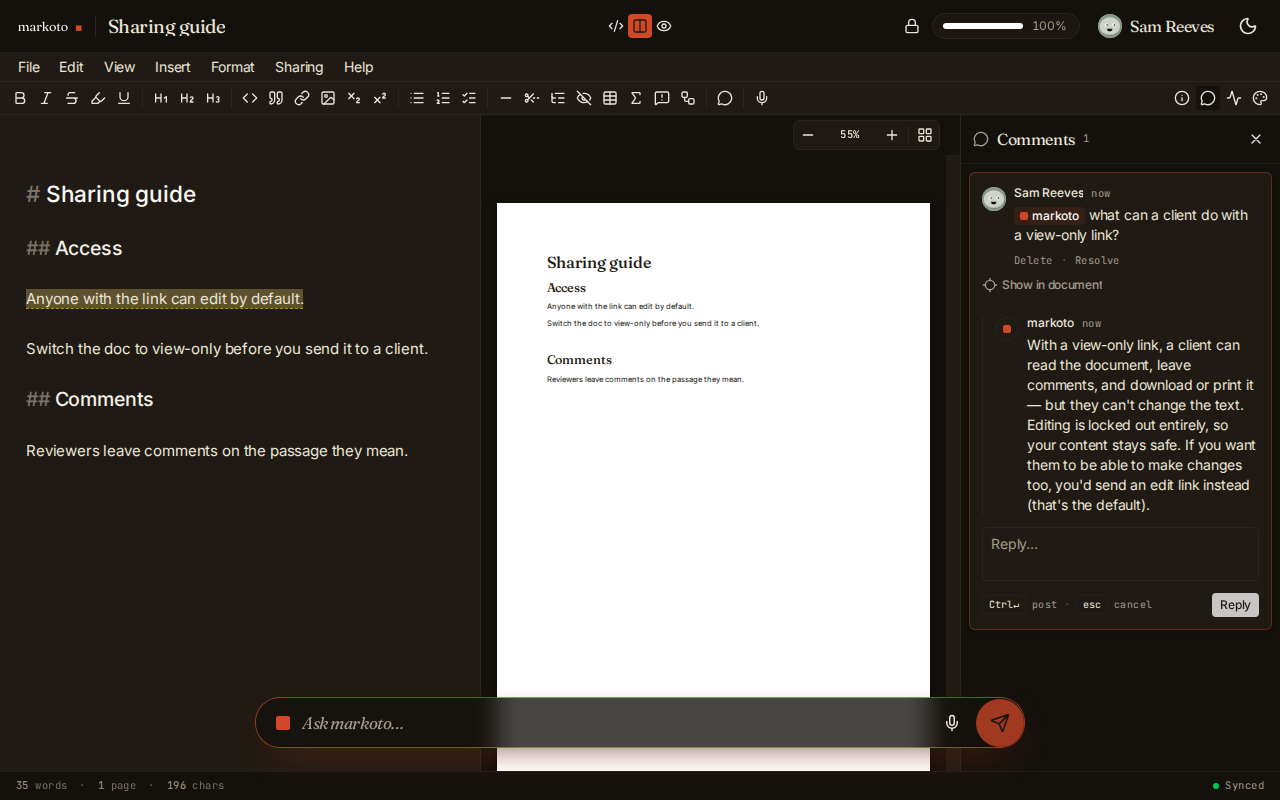 markoto
Sharing guide
100%
Sam Reeves
File Edit View Insert Format Sharing Help
H1 H2 H3
55%
Comments 1
# Sharing guide
## Access
Anyone with the link can edit by default.
Switch the doc to view-only before you send it to a client.
## Comments
Reviewers leave comments on the passage they mean.
Sharing guide
Access
Anyone with the link can edit by default.
Switch the doc to view-only before you send it to a client.
Comments
Reviewers leave comments on the passage they mean.
Sam Reeves now
markoto what can a client do with
a view-only link?
Delete · Resolve
Show in document
markoto now
With a view-only link, a client can
read the document, leave
comments, and download or print it
— but they can't change the text.
Editing is locked out entirely, so
your content stays safe. If you want
them to be able to make changes
too, you'd send an edit link instead
(that's the default).
Reply...
Ctrl↵ post · esc cancel
Reply
Ask markoto...
35 words · 1 page · 196 chars
Synced